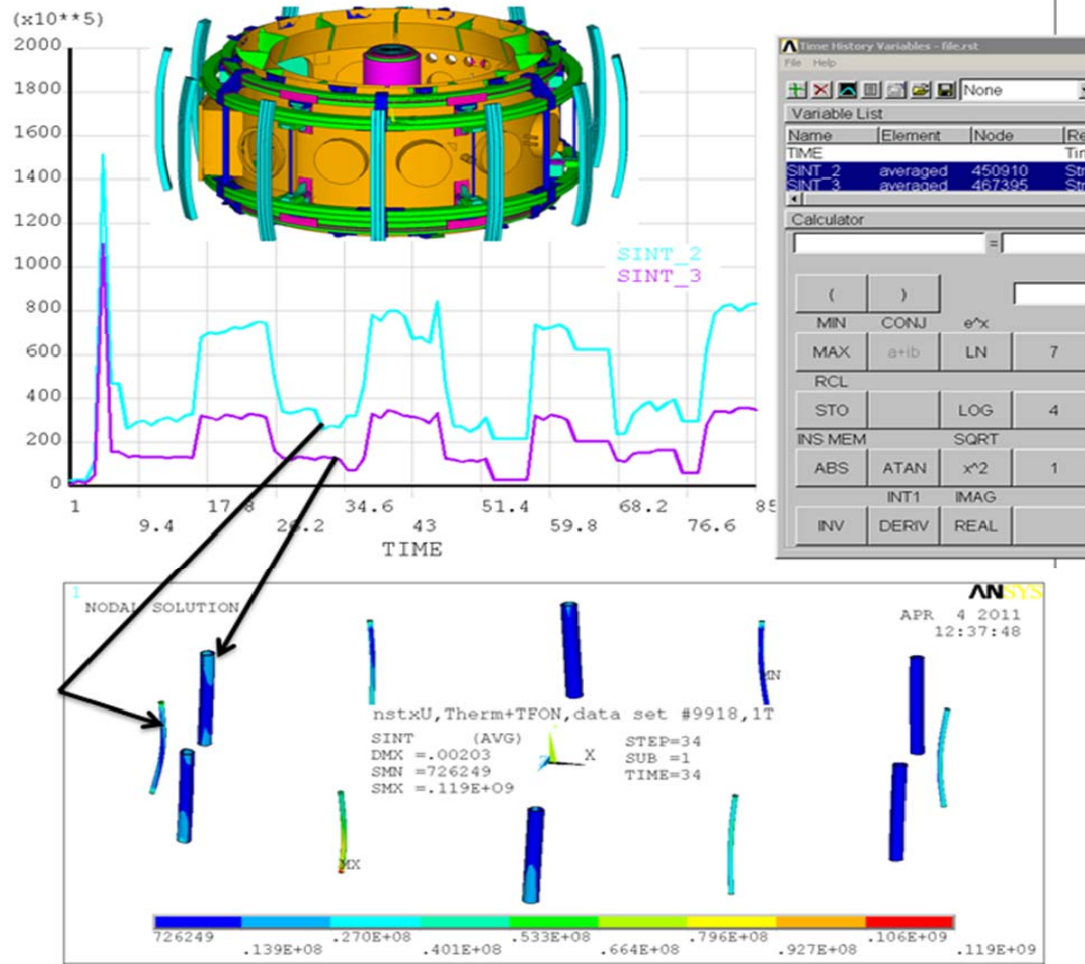 (x10**5)
2000
1800
1600
1400
1200
1000
800
600
400
200
0
SINT_2
SINT_3
1
17.8
34.6
51.4
68.2
85
9.4
26.2
43
59.8
76.6
TIME
Time History Variables - file.rst
File Help
None
Variable List
Name Element Node Re
TIME Tim
SINT_2 averaged 450910 Str
SINT_3 averaged 467395 Str
Calculator
=
( )
MIN CONJ e^x
MAX a+ib LN 7
RCL
STO LOG 4
INS MEM SQRT
ABS ATAN x^2 1
INT1 IMAG
INV DERIV REAL
1
NODAL SOLUTION
ANSYS
APR 4 2011
12:37:48
MN
nstxU,Therm+TFON,data set #9918,1T
SINT (AVG)
DMX =.00203
SMN =726249
SMX =.119E+09
X
STEP=34
SUB =1
TIME=34
MX
726249 .270E+08 .533E+08 .796E+08 .106E+09
.139E+08 .401E+08 .664E+08 .927E+08 .119E+09